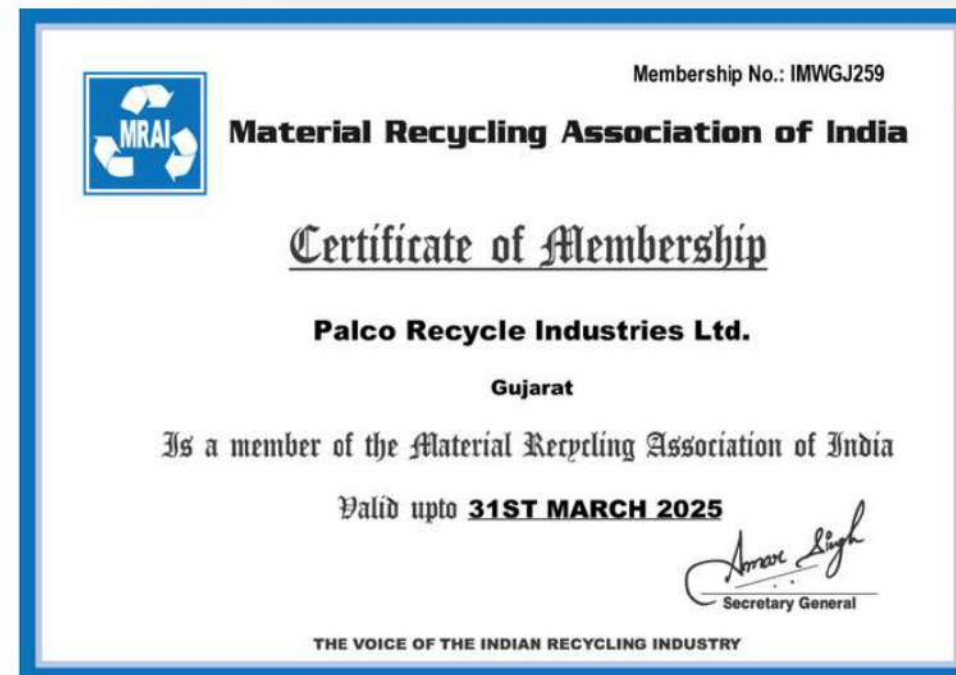 Membership No.: IMWGJ259
MRAI
Material Recycling Association of India
Certificate of Membership
Palco Recycle Industries Ltd.
Gujarat
Is a member of the Material Recycling Association of India
Valid upto 31ST MARCH 2025
Amar Singh
Secretary General
THE VOICE OF THE INDIAN RECYCLING INDUSTRY